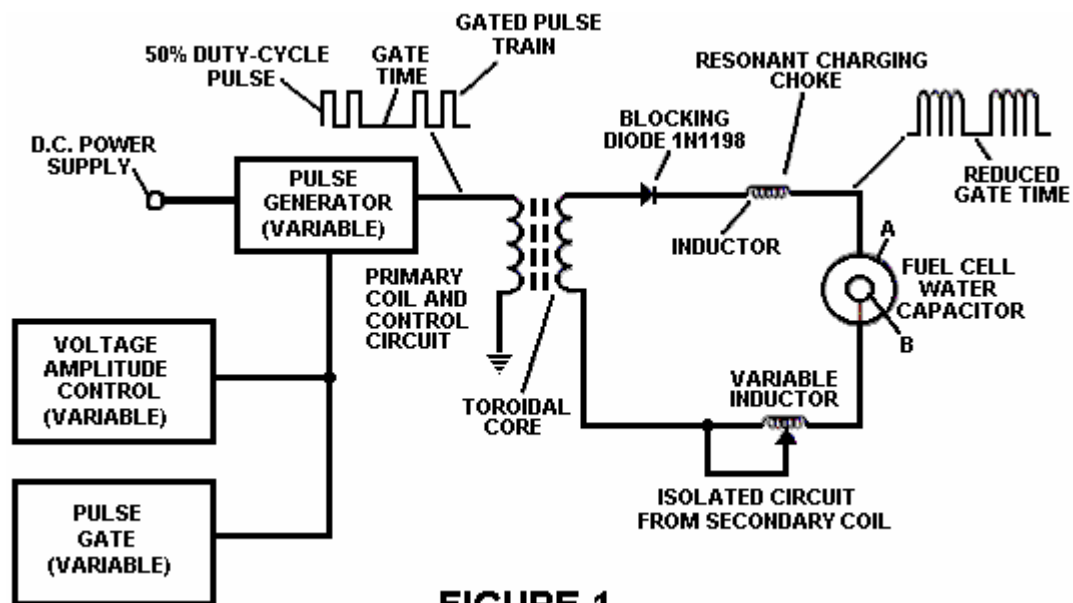 GATED PULSE
TRAIN
50% DUTY-CYCLE
PULSE
GATE
TIME
RESONANT CHARGING
CHOKE
BLOCKING
DIODE 1N1198
D.C. POWER
SUPPLY
PULSE
GENERATOR
(VARIABLE)
REDUCED
GATE TIME
INDUCTOR
A
FUEL CELL
WATER
CAPACITOR
B
PRIMARY
COIL AND
CONTROL
CIRCUIT
VOLTAGE
AMPLITUDE
CONTROL
(VARIABLE)
TOROIDAL
CORE
VARIABLE
INDUCTOR
ISOLATED CIRCUIT
FROM SECONDARY COIL
PULSE
GATE
(VARIABLE)
FIGURE 1